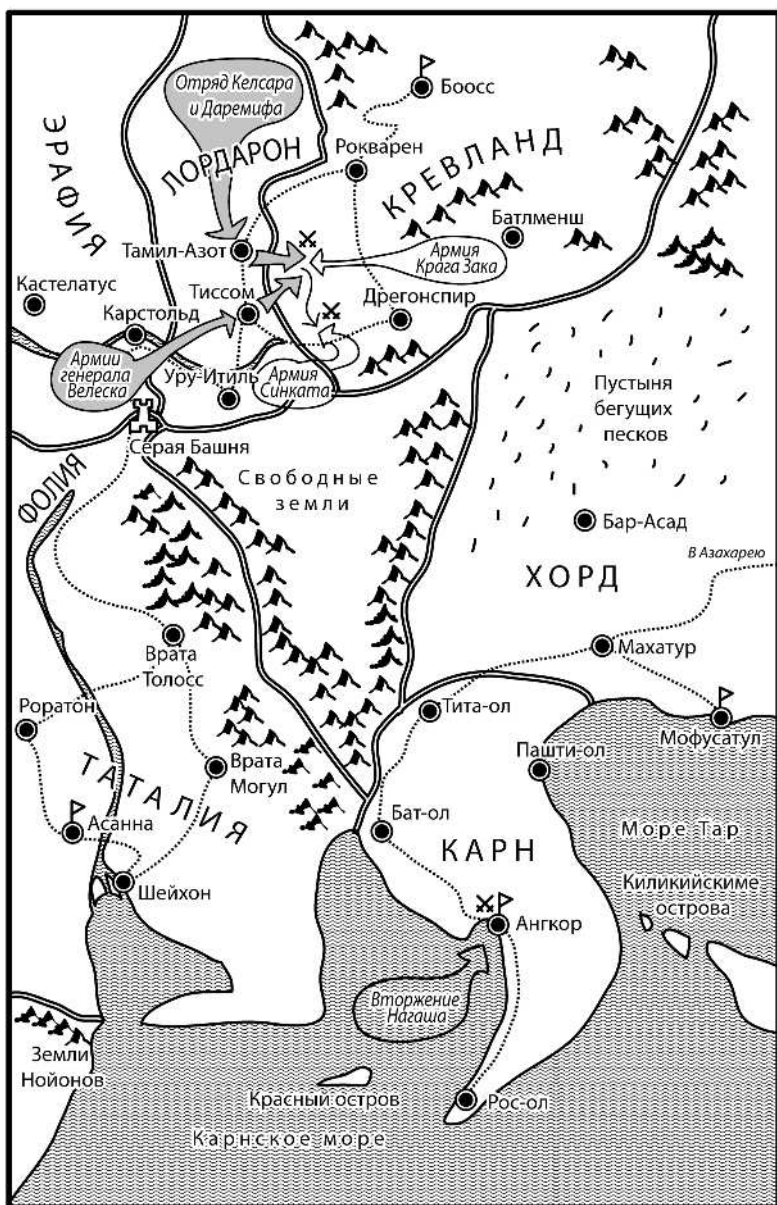 Отряд Келсара
и Даремифа
Боосс
ЭРАФИЯ
ЛОРДАРОН
Рокварен
КРЕВЛАНД
Батлменш
Тамил-Азот
Армия
Крага Зака
Кастелатус
Тиссом
Карстольд
Дрегонспир
Армии
генерала
Велеска
Уру-Итиль
Армия
Синката
Пустыня
бегущих
песков
Серая Башня
Свободные
земли
ФОЛИЯ
Бар-Асад
В Азахарею
ХОРД
Врата
Толосс
Махатур
Роратон
Тита-ол
Мофусатул
Пашти-ол
ТАТАЛИЯ
Врата
Могул
Асанна
Бат-ол
КАРН
Море Тар
Шейхон
Киликийскиме
острова
Ангкор
Вторжение
Нагаша
Земли
Нойонов
Красный остров
Рос-ол
Карнское море